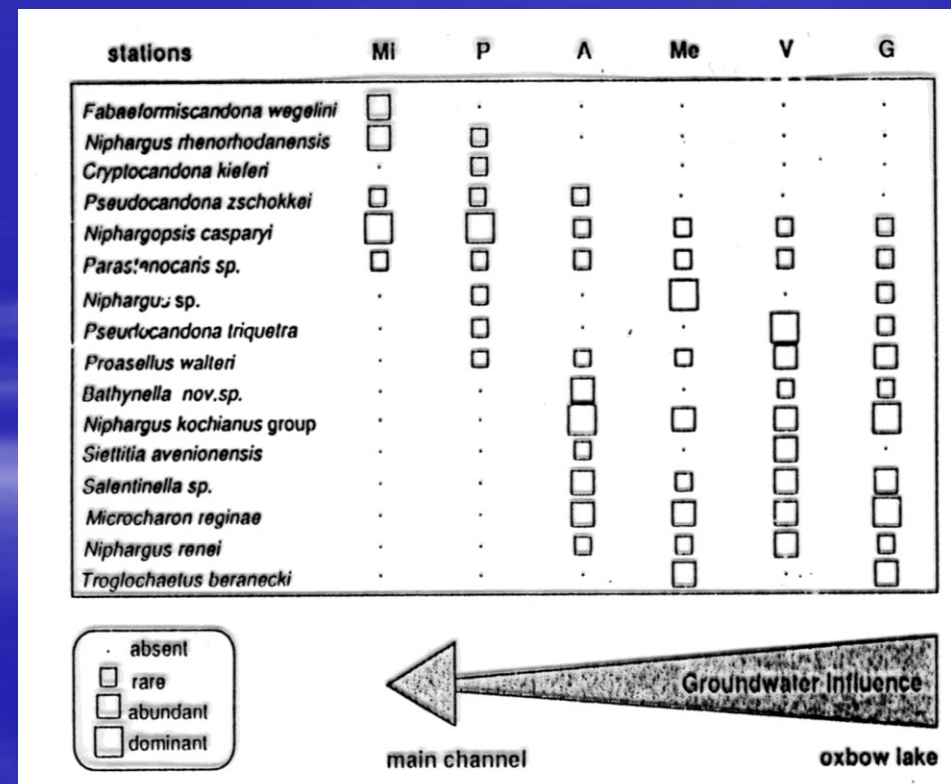 stations Mi P A Me V G
Fabaeformiscandona wegelini
Niphargus rhenorhodanensis
Cryptocandona kieferi
Pseudocandona zschokkei
Niphargopsis casparyi
Parastenocaris sp.
Niphargus sp.
Pseudocandona triquetra
Proasellus walteri
Bathynella nov.sp.
Niphargus kochianus group
Siettitia avenionensis
Salentinella sp.
Microcharon reginae
Niphargus renei
Troglochaetus beranecki
absent
rare
abundant
dominant
Groundwater Influence
main channel oxbow lake